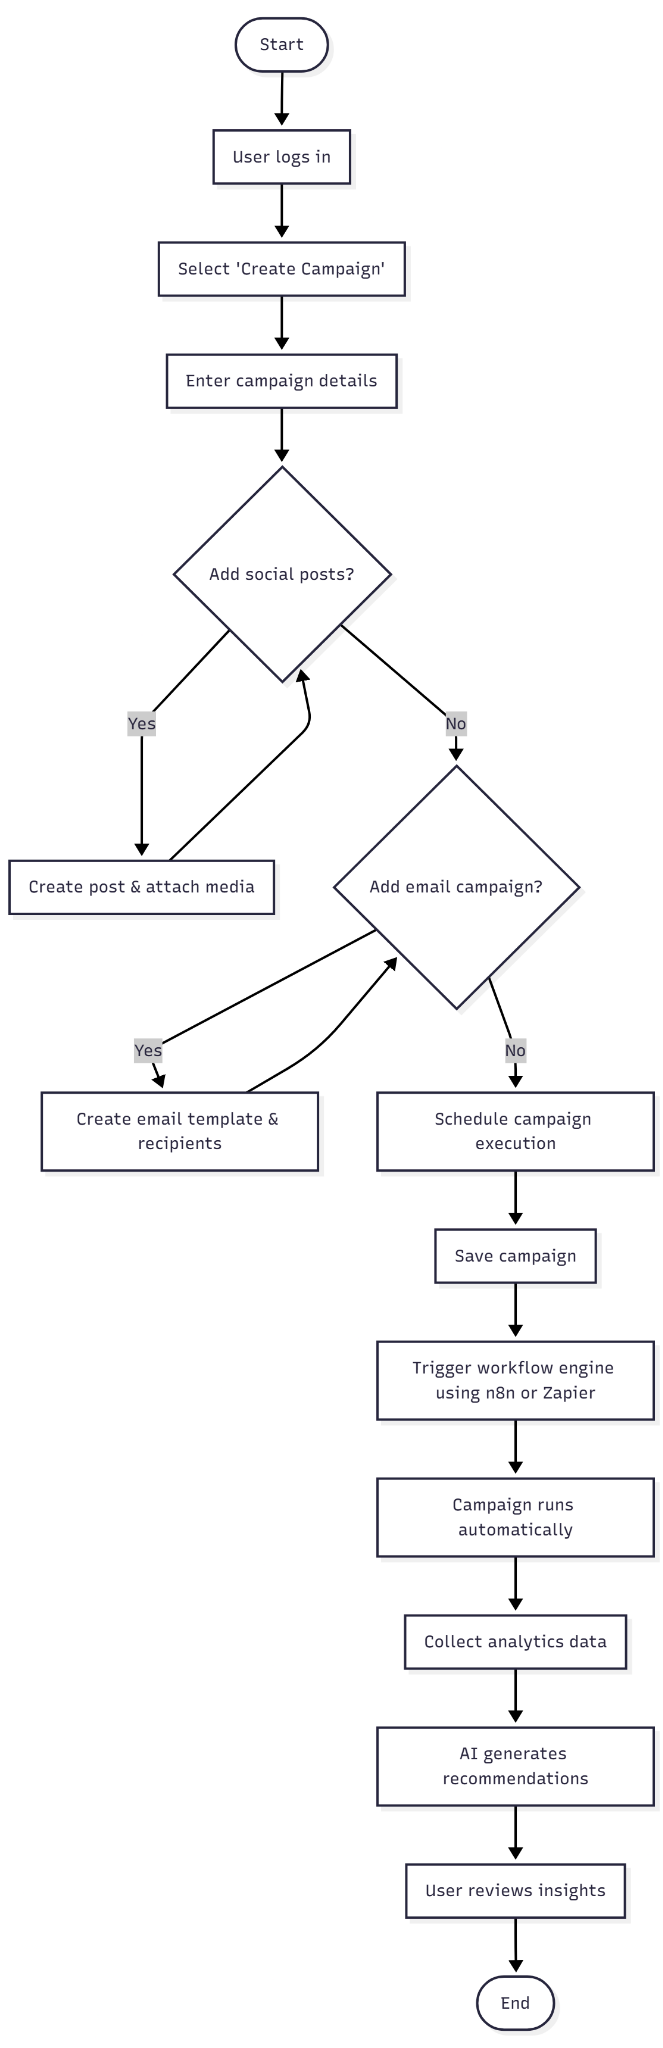 Start
User logs in
Select 'Create Campaign'
Enter campaign details
Add social posts?
Yes
No
Create post & attach media
Add email campaign?
Yes
No
Create email template &
recipients
Schedule campaign
execution
Save campaign
Trigger workflow engine
using n8n or Zapier
Campaign runs
automatically
Collect analytics data
AI generates
recommendations
User reviews insights
End